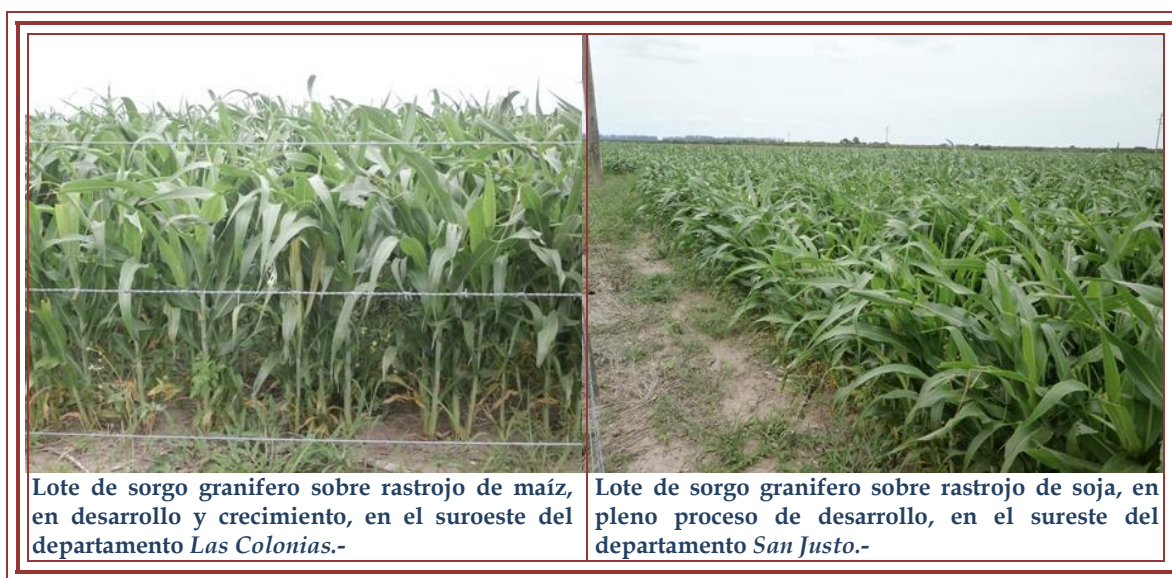 Lote de sorgo granifero sobre rastrojo de maíz,
en desarrollo y crecimiento, en el suroeste del
departamento Las Colonias.-
Lote de sorgo granifero sobre rastrojo de soja, en
pleno proceso de desarrollo, en el sureste del
departamento San Justo.-